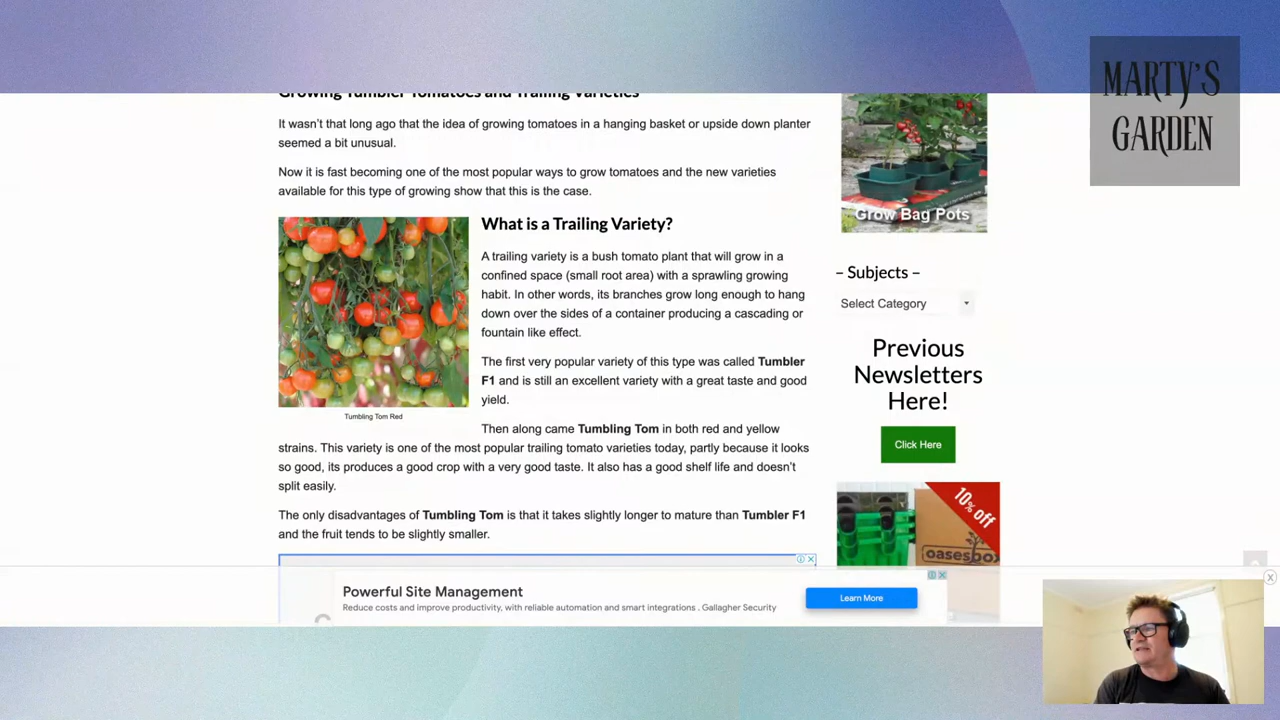 MARTY'S
GARDEN
Growing Tumbler Tomatoes and Trailing Varieties
It wasn't that long ago that the idea of growing tomatoes in a hanging basket or upside down planter
seemed a bit unusual.
Now it is fast becoming one of the most popular ways to grow tomatoes and the new varieties
available for this type of growing show that this is the case.
What is a Trailing Variety?
A trailing variety is a bush tomato plant that will grow in a
confined space (small root area) with a sprawling growing
habit. In other words, its branches grow long enough to hang
down over the sides of a container producing a cascading or
fountain like effect.
The first very popular variety of this type was called Tumbler
F1 and is still an excellent variety with a great taste and good
yield.
Tumbling Tom Red
Then along came Tumbling Tom in both red and yellow
strains. This variety is one of the most popular trailing tomato varieties today, partly because it looks
so good, its produces a good crop with a very good taste. It also has a good shelf life and doesn't
split easily.
The only disadvantages of Tumbling Tom is that it takes slightly longer to mature than Tumbler F1
and the fruit tends to be slightly smaller.
Grow Bag Pots
– Subjects –
Select Category
Previous
Newsletters
Here!
Click Here
10% off
oasesbox
Powerful Site Management
Reduce costs and improve productivity, with reliable automation and smart integrations . Gallagher Security
Learn More